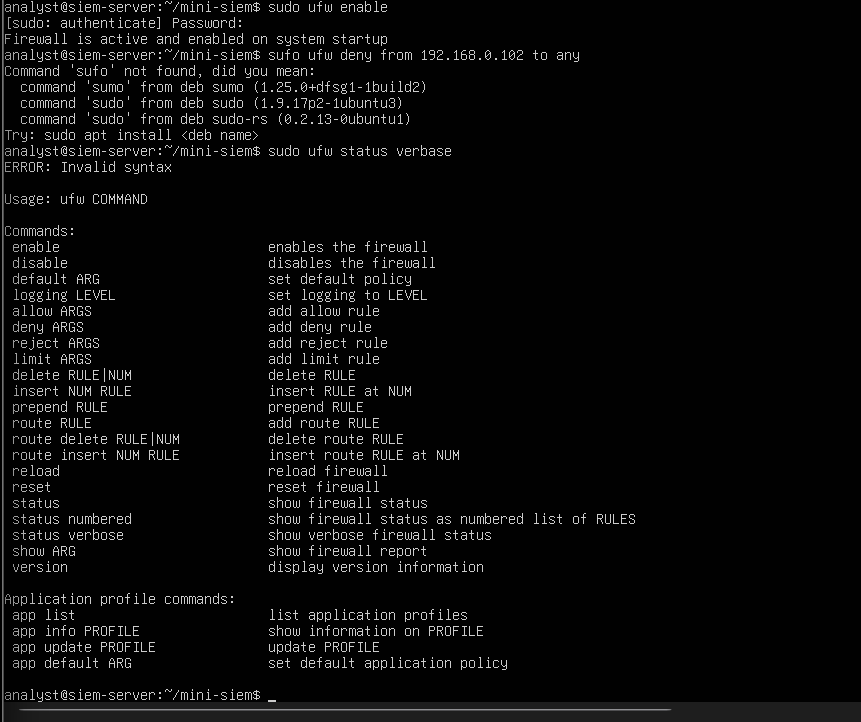 analyst@siem-server:~/mini-siem$ sudo ufw enable
[sudo: authenticate] Password:
Firewall is active and enabled on system startup
analyst@siem-server:~/mini-siem$ sufo ufw deny from 192.168.0.102 to any
Command 'sufo' not found, did you mean:
  command 'sumo' from deb sumo (1.25.0+dfsg1-1build2)
  command 'sudo' from deb sudo (1.9.17p2-1ubuntu3)
  command 'sudo' from deb sudo-rs (0.2.13-0ubuntu1)
Try: sudo apt install <deb name>
analyst@siem-server:~/mini-siem$ sudo ufw status verbase
ERROR: Invalid syntax

Usage: ufw COMMAND

Commands:
 enable                          enables the firewall
 disable                         disables the firewall
 default ARG                     set default policy
 logging LEVEL                   set logging to LEVEL
 allow ARGS                      add allow rule
 deny ARGS                       add deny rule
 reject ARGS                     add reject rule
 limit ARGS                      add limit rule
 delete RULE|NUM                 delete RULE
 insert NUM RULE                 insert RULE at NUM
 prepend RULE                    prepend RULE
 route RULE                      add route RULE
 route delete RULE|NUM           delete route RULE
 route insert NUM RULE           insert route RULE at NUM
 reload                          reload firewall
 reset                           reset firewall
 status                          show firewall status
 status numbered                 show firewall status as numbered list of RULES
 status verbose                  show verbose firewall status
 show ARG                        show firewall report
 version                         display version information

Application profile commands:
 app list                        list application profiles
 app info PROFILE                show information on PROFILE
 app update PROFILE              update PROFILE
 app default ARG                 set default application policy

analyst@siem-server:~/mini-siem$ _